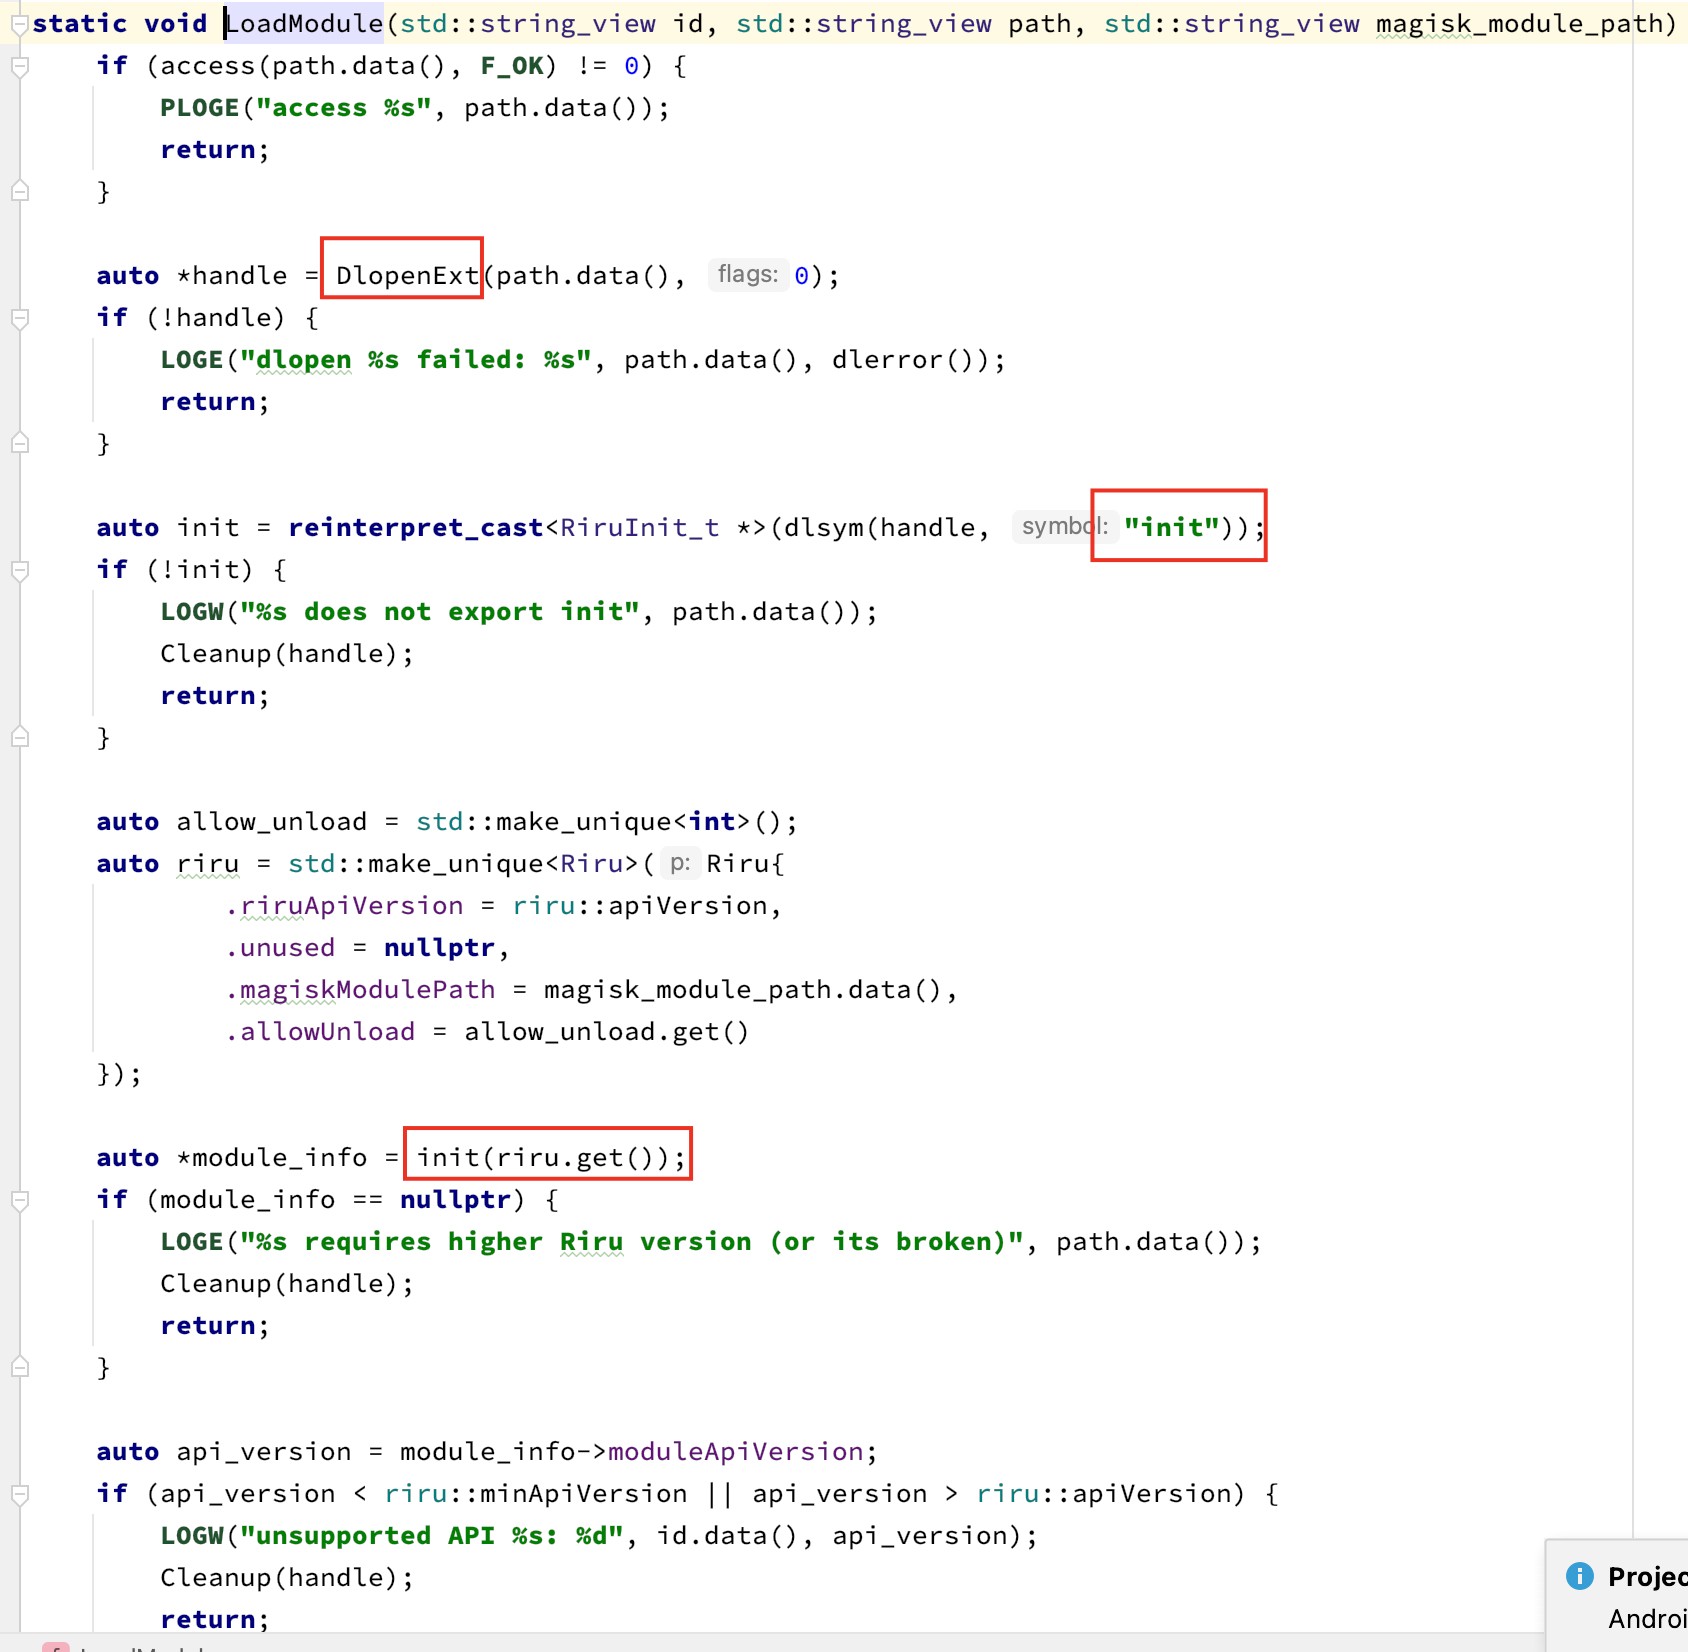 static void LoadModule(std::string_view id, std::string_view path, std::string_view magisk_module_path)
if (access(path.data(), F_OK) != 0) {
PLOGE("access %s", path.data());
return;
}
auto *handle = DlopenExt(path.data(), flags: 0);
if (!handle) {
LOGE("dlopen %s failed: %s", path.data(), dlerror());
return;
}
auto init = reinterpret_cast<RiruInit_t *>(dlsym(handle, symbol: "init"));
if (!init) {
LOGW("%s does not export init", path.data());
Cleanup(handle);
return;
}
auto allow_unload = std::make_unique<int>();
auto riru = std::make_unique<Riru>( p: Riru{
.riruApiVersion = riru::apiVersion,
.unused = nullptr,
.magiskModulePath = magisk_module_path.data(),
.allowUnload = allow_unload.get()
});
auto *module_info = init(riru.get());
if (module_info == nullptr) {
LOGE("%s requires higher Riru version (or its broken)", path.data());
Cleanup(handle);
return;
}
auto api_version = module_info->moduleApiVersion;
if (api_version < riru::minApiVersion || api_version > riru::apiVersion) {
LOGW("unsupported API %s: %d", id.data(), api_version);
Cleanup(handle);
return;
Projec
Androi